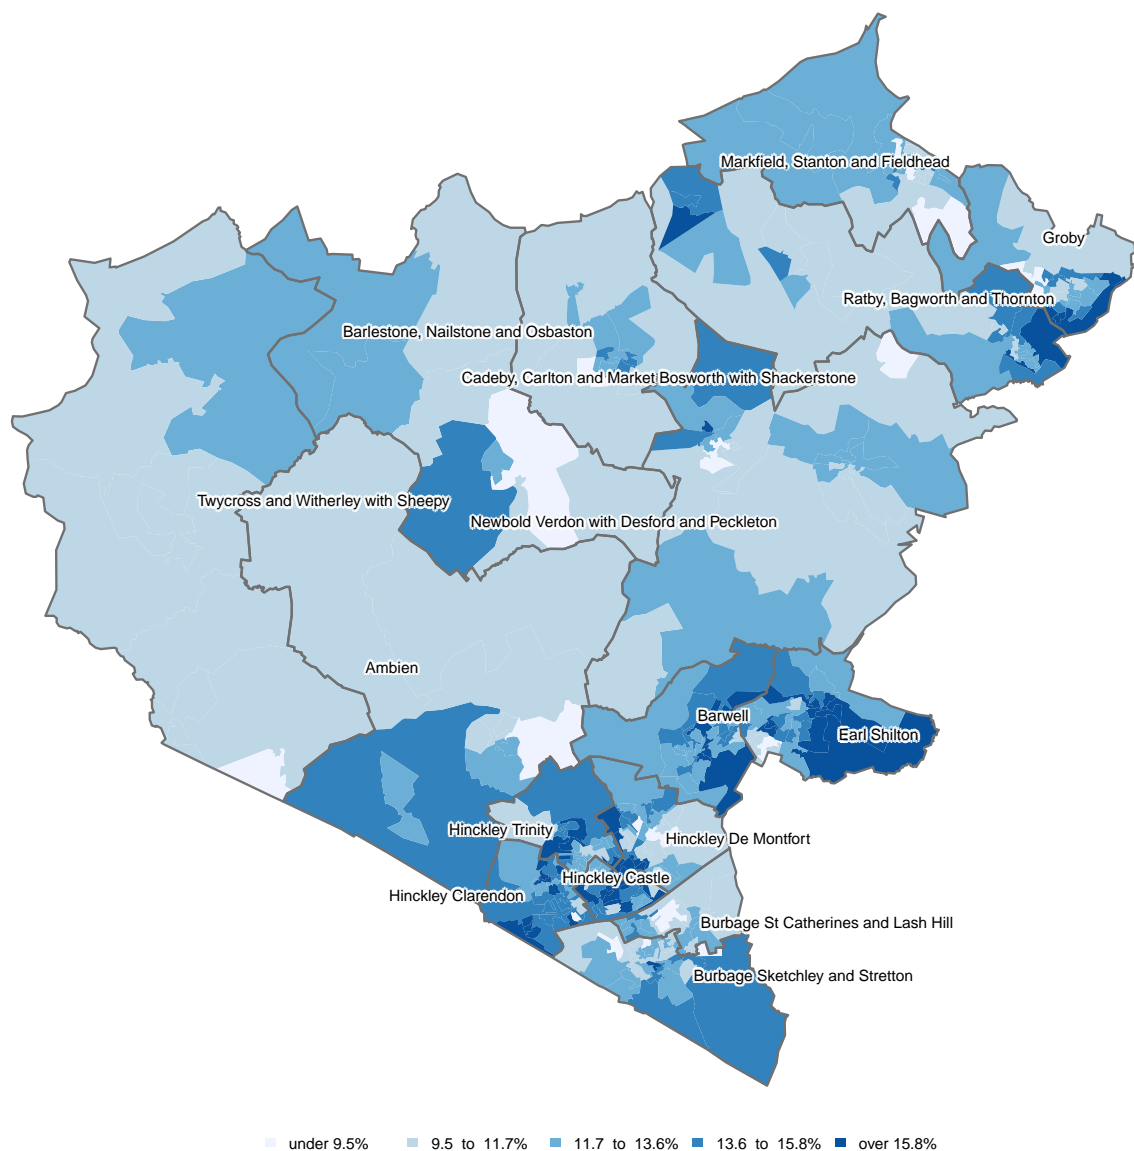 Markfield, Stanton and Fieldhead
Groby
Ratby, Bagworth and Thornton
Barlestone, Nailstone and Osbaston
Cadeby, Carlton and Market Bosworth with Shackerstone
Twycross and Witherley with Sheepy
Newbold Verdon with Desford and Peckleton
Ambien
Barwell
Earl Shilton
Hinckley Trinity
Hinckley De Montfort
Hinckley Castle
Hinckley Clarendon
Burbage St Catherines and Lash Hill
Burbage Sketchley and Stretton
under 9.5% 9.5 to 11.7% 11.7 to 13.6% 13.6 to 15.8% over 15.8%